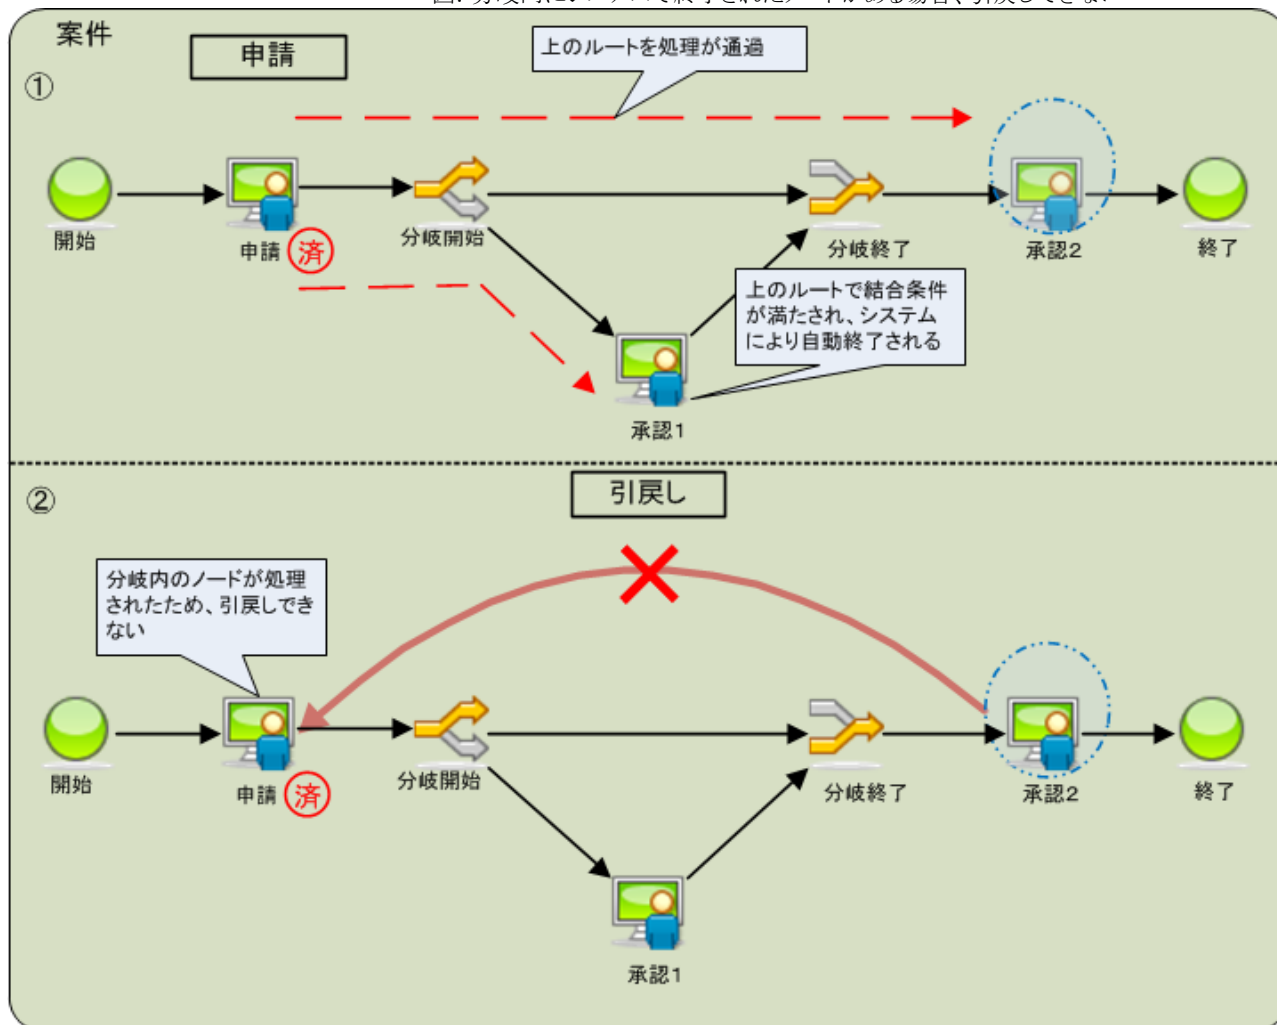 案件
申請
①
上のルートを処理が通過
開始
申請
済
分岐開始
分岐終了
承認2
終了
上のルートで結合条件
が満たされ、システム
により自動終了される
承認1
②
引戻し
分岐内のノードが処理
されたため、引戻しでき
ない
開始
申請
済
分岐開始
分岐終了
承認2
終了
承認1